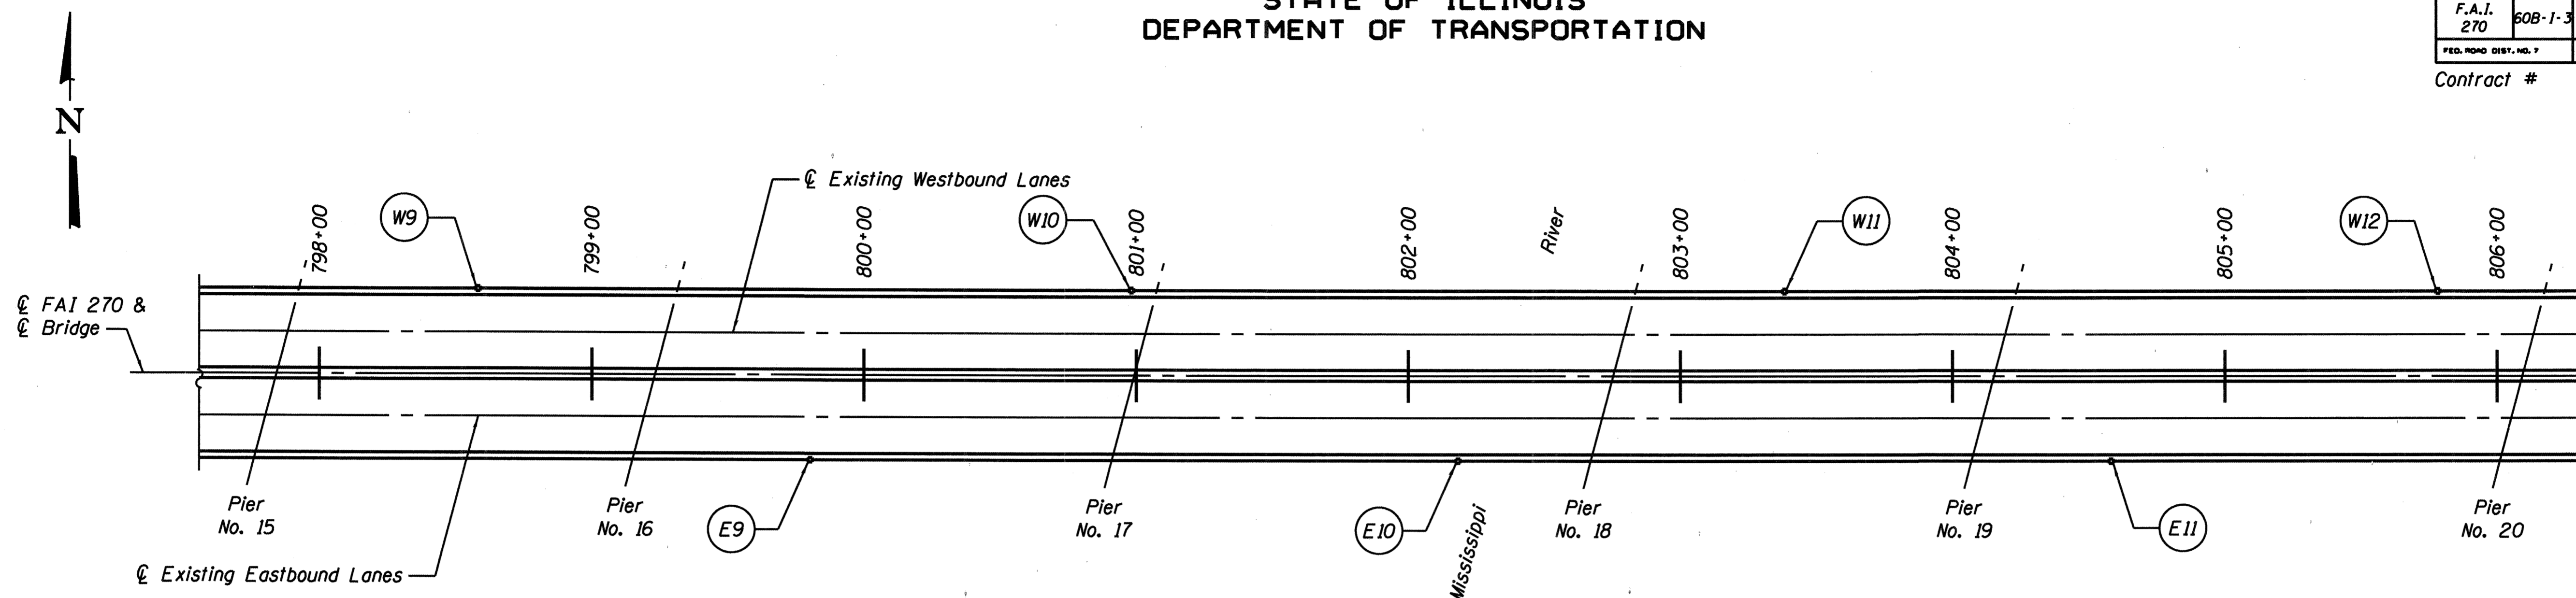 STATE OF ILLINOIS
DEPARTMENT OF TRANSPORTATION
F.A.I.
270
60B-1-3
FED. ROAD DIST. NO. 7
Contract #
N
℄ Existing Westbound Lanes
W9
W10
W11
W12
798+00
799+00
800+00
801+00
802+00
River
803+00
804+00
805+00
806+00
℄ FAI 270 &
℄ Bridge
Pier
No. 15
Pier
No. 16
E9
Pier
No. 17
E10
Mississippi
Pier
No. 18
Pier
No. 19
E11
Pier
No. 20
℄ Existing Eastbound Lanes